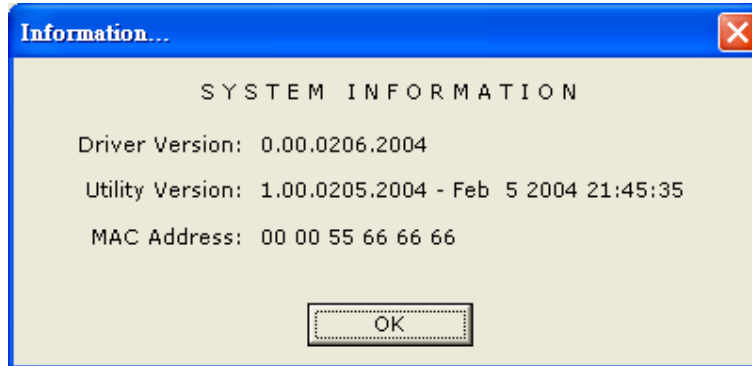 Information...
SYSTEM INFORMATION
Driver Version: 0.00.0206.2004
Utility Version: 1.00.0205.2004 - Feb  5 2004 21:45:35
MAC Address: 00 00 55 66 66 66
OK